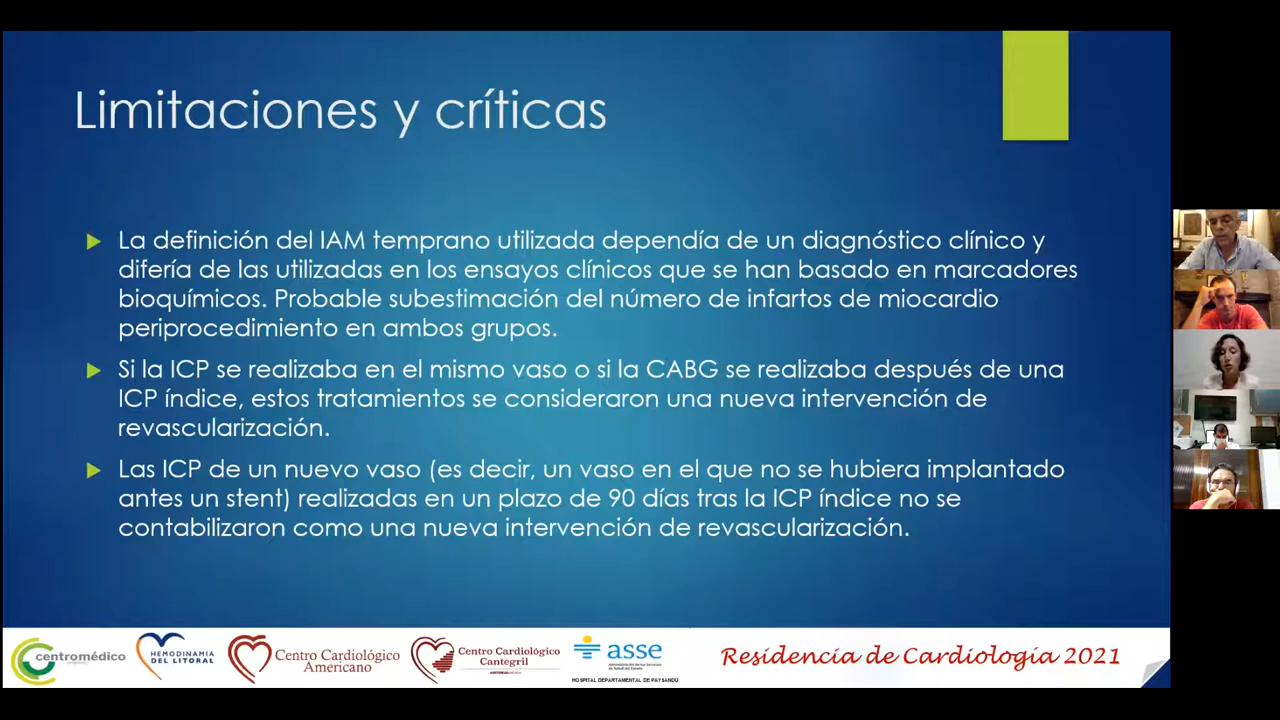 Limitaciones y críticas
La definición del IAM temprano utilizada dependía de un diagnóstico clínico y
difería de las utilizadas en los ensayos clínicos que se han basado en marcadores
bioquímicos. Probable subestimación del número de infartos de miocardio
periprocedimiento en ambos grupos.
Si la ICP se realizaba en el mismo vaso o si la CABG se realizaba después de una
ICP índice, estos tratamientos se consideraron una nueva intervención de
revascularización.
Las ICP de un nuevo vaso (es decir, un vaso en el que no se hubiera implantado
antes un stent) realizadas en un plazo de 90 días tras la ICP índice no se
contabilizaron como una nueva intervención de revascularización.
centromédico
HEMODINAMIA
DEL LITORAL
Centro Cardiológico
Americano
Centro Cardiológico
Cantegril
asse
HOSPITAL DEPARTAMENTAL DE PAYSANDÚ
Residencia de Cardiología 2021